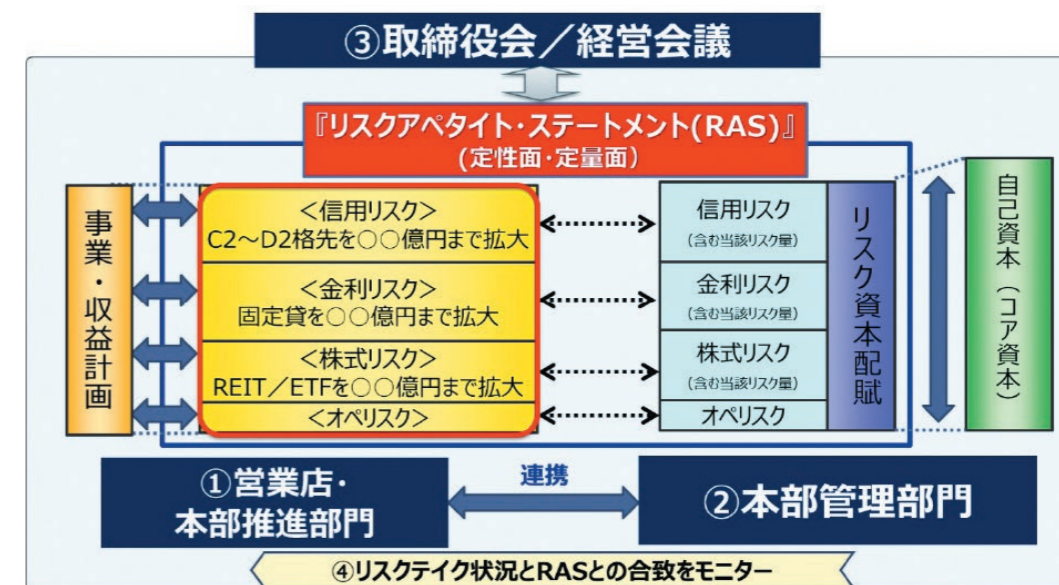 ③取締役会／経営会議
『リスクアペタイト・ステートメント(RAS)』
(定性面・定量面)
事業・収益計画
<信用リスク>
C2～D2格先を○○億円まで拡大
<金利リスク>
固定貸を○○億円まで拡大
<株式リスク>
REIT／ETFを○○億円まで拡大
<オペリスク>
信用リスク
(含む当該リスク量)
金利リスク
(含む当該リスク量)
株式リスク
(含む当該リスク量)
オペリスク
リスク資本配賦
自己資本（コア資本）
①営業店・
本部推進部門
連携
②本部管理部門
④リスクテイク状況とRASとの合致をモニター